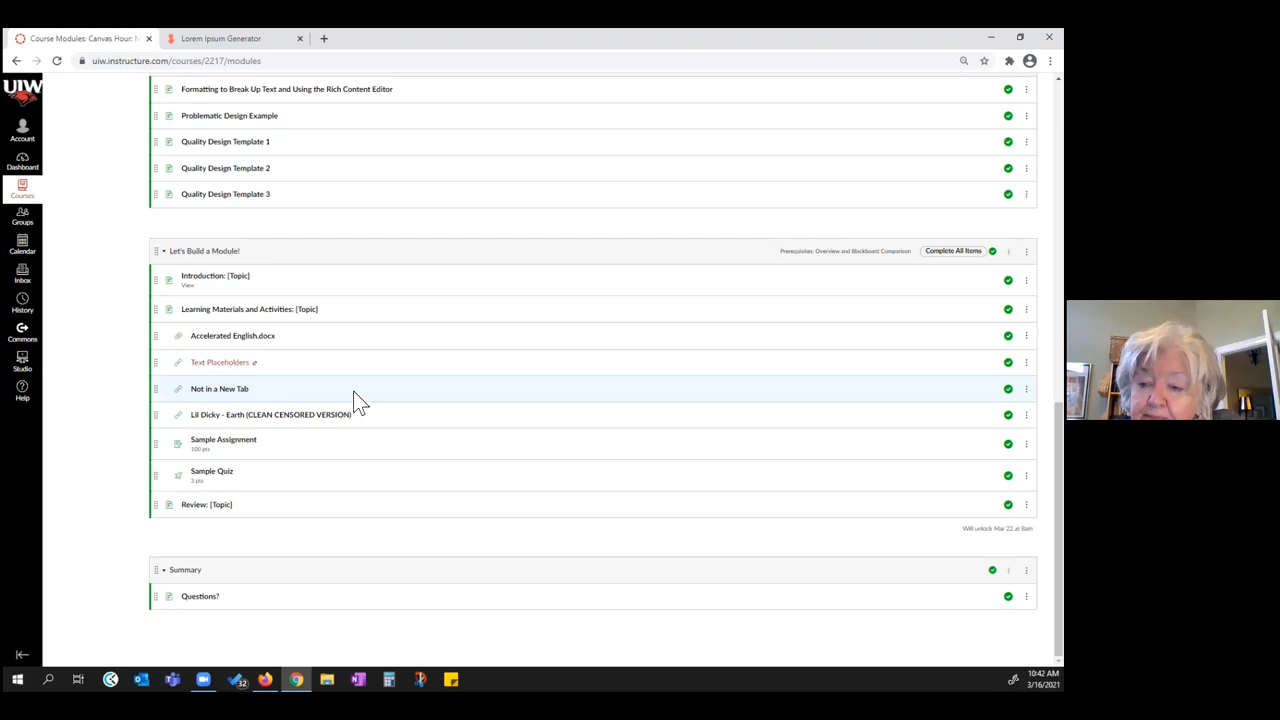 Course Modules: Canvas Hour: M
Lorem Ipsum Generator
uiw.instructure.com/courses/2217/modules
UIW
Account
Dashboard
Courses
Groups
Calendar
Inbox
History
Commons
Studio
Help
Formatting to Break Up Text and Using the Rich Content Editor
Problematic Design Example
Quality Design Template 1
Quality Design Template 2
Quality Design Template 3
Let's Build a Module!
Prerequisites: Overview and Blackboard Comparison
Complete All Items
Introduction: [Topic]
View
Learning Materials and Activities: [Topic]
Accelerated English.docx
Text Placeholders
Not in a New Tab
Lil Dicky - Earth (CLEAN CENSORED VERSION)
Sample Assignment
100 pts
Sample Quiz
3 pts
Review: [Topic]
Will unlock Mar 22 at 8am
Summary
Questions?
32
10:42 AM
3/16/2021